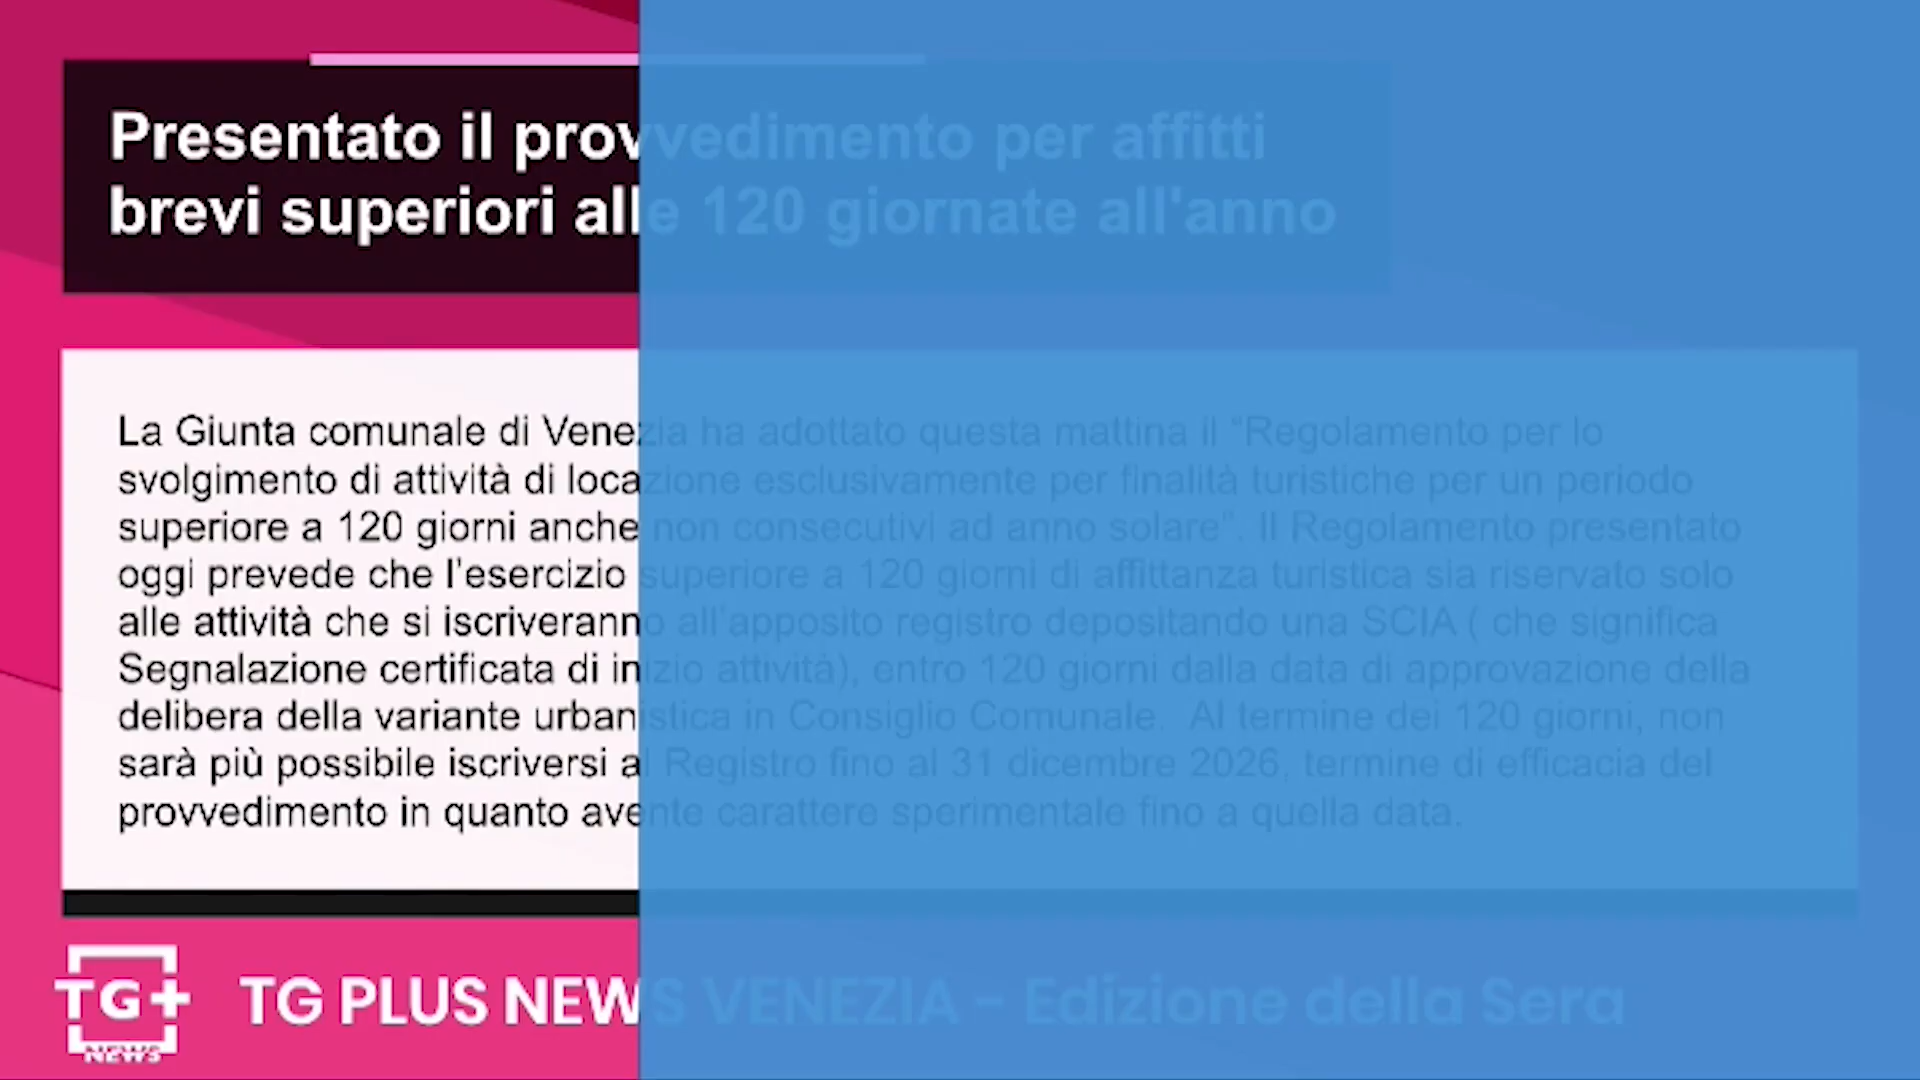 Presentato il provvedimento per affitti
brevi superiori alle 120 giornate all'anno
La Giunta comunale di Venezia ha adottato questa mattina il “Regolamento per lo
svolgimento di attività di locazione esclusivamente per finalità turistiche per un periodo
superiore a 120 giorni anche non consecutivi ad anno solare”. Il Regolamento presentato
oggi prevede che l’esercizio superiore a 120 giorni di affittanza turistica sia riservato solo
alle attività che si iscriveranno all’apposito registro depositando una SCIA ( che significa
Segnalazione certificata di inizio attività), entro 120 giorni dalla data di approvazione della
delibera della variante urbanistica in Consiglio Comunale. Al termine dei 120 giorni, non
sarà più possibile iscriversi al Registro fino al 31 dicembre 2026, termine di efficacia del
provvedimento in quanto avente carattere sperimentale fino a quella data.
TG+
NEWS
TG PLUS NEWS VENEZIA - Edizione della Sera